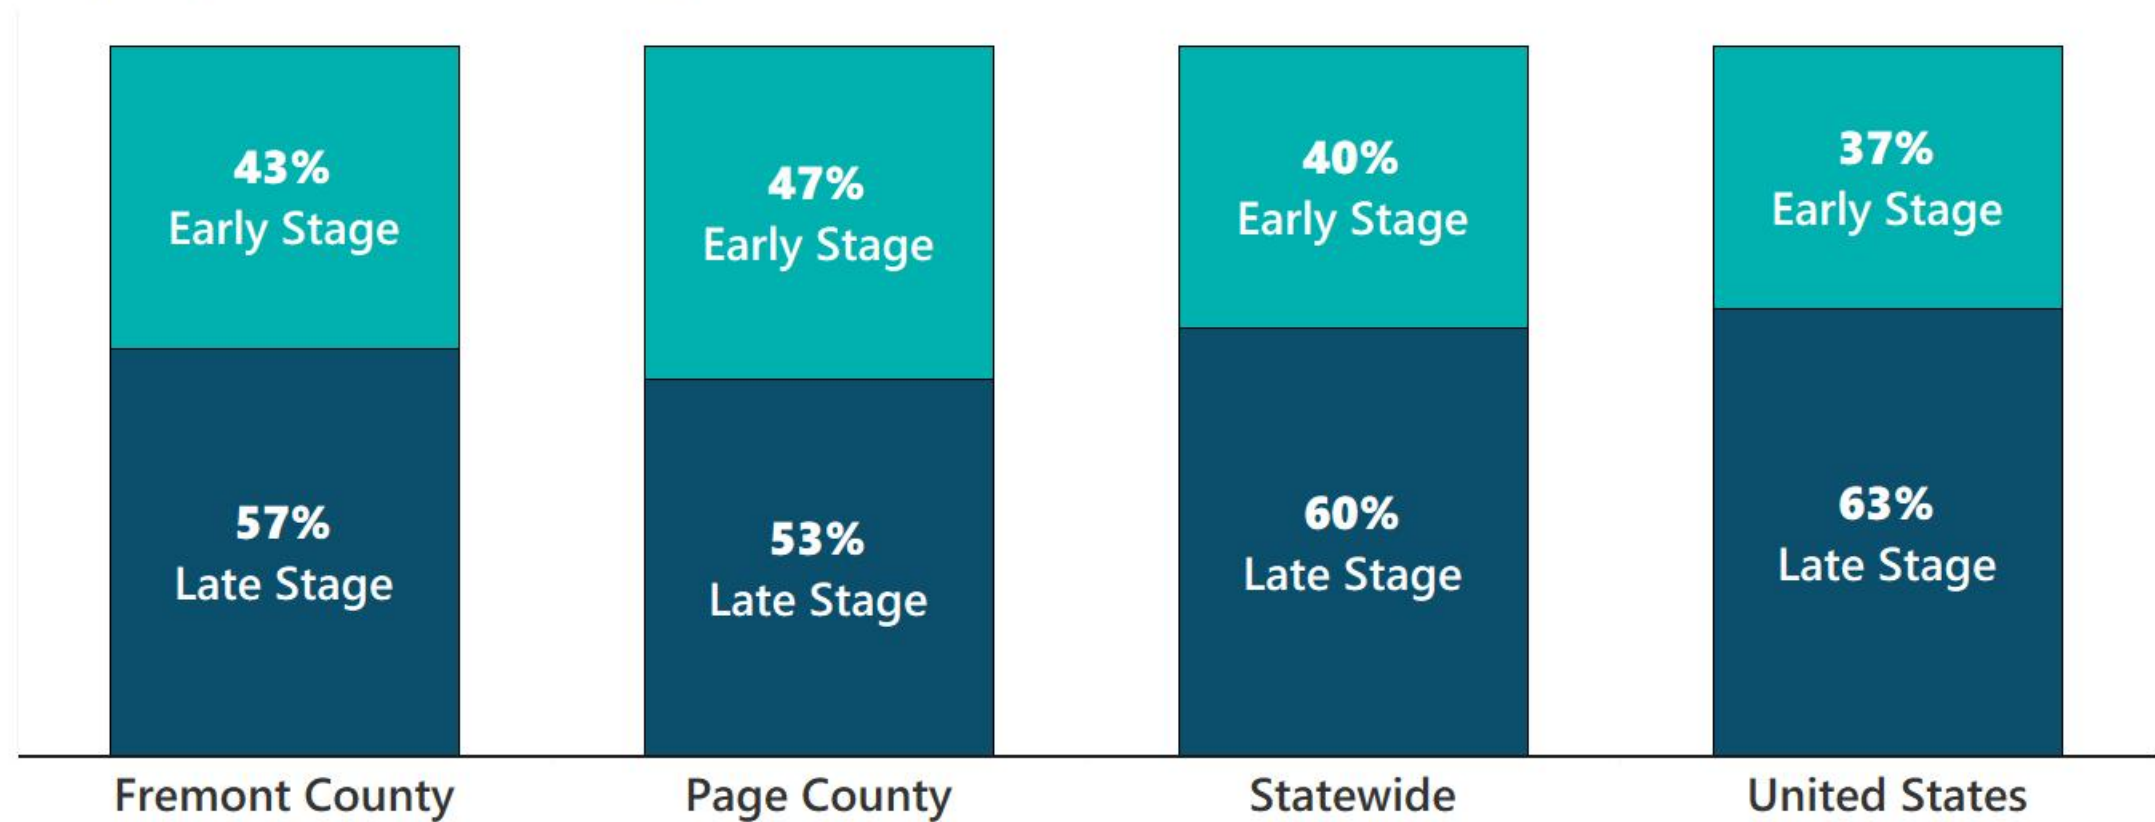 43%
Early Stage
57%
Late Stage
Fremont County
47%
Early Stage
53%
Late Stage
Page County
40%
Early Stage
60%
Late Stage
Statewide
37%
Early Stage
63%
Late Stage
United States